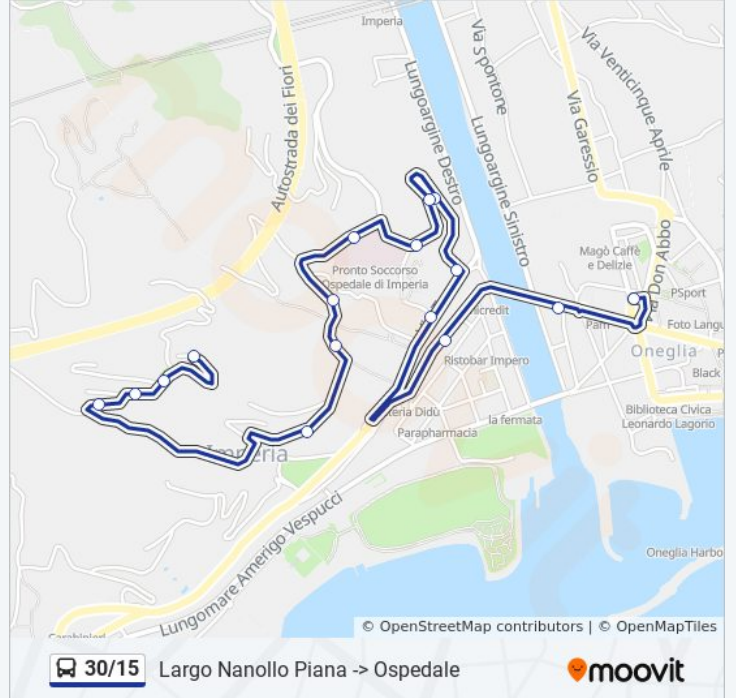 Imperia
Via Spontone
Via Venticinque Aprile
Lungoargine Destro
Via Garessio
Autostrada dei Fiori
Lungoargine Sinistro
Magò Caffè
e Delizie
Via Don Abbo
Pronto Soccorso
Ospedale di Imperia
PSport
Pam
Foto Langu
Oneglia
Ristobar Impero
Black
la fermata
Biblioteca Civica
Leonardo Lagorio
Parapharmacia
Imperia
Lungomare Amerigo Vespucci
Oneglia Harbo
© OpenStreetMap contributors | © OpenMapTiles
30/15 Largo Nanollo Piana -> Ospedale
moovit